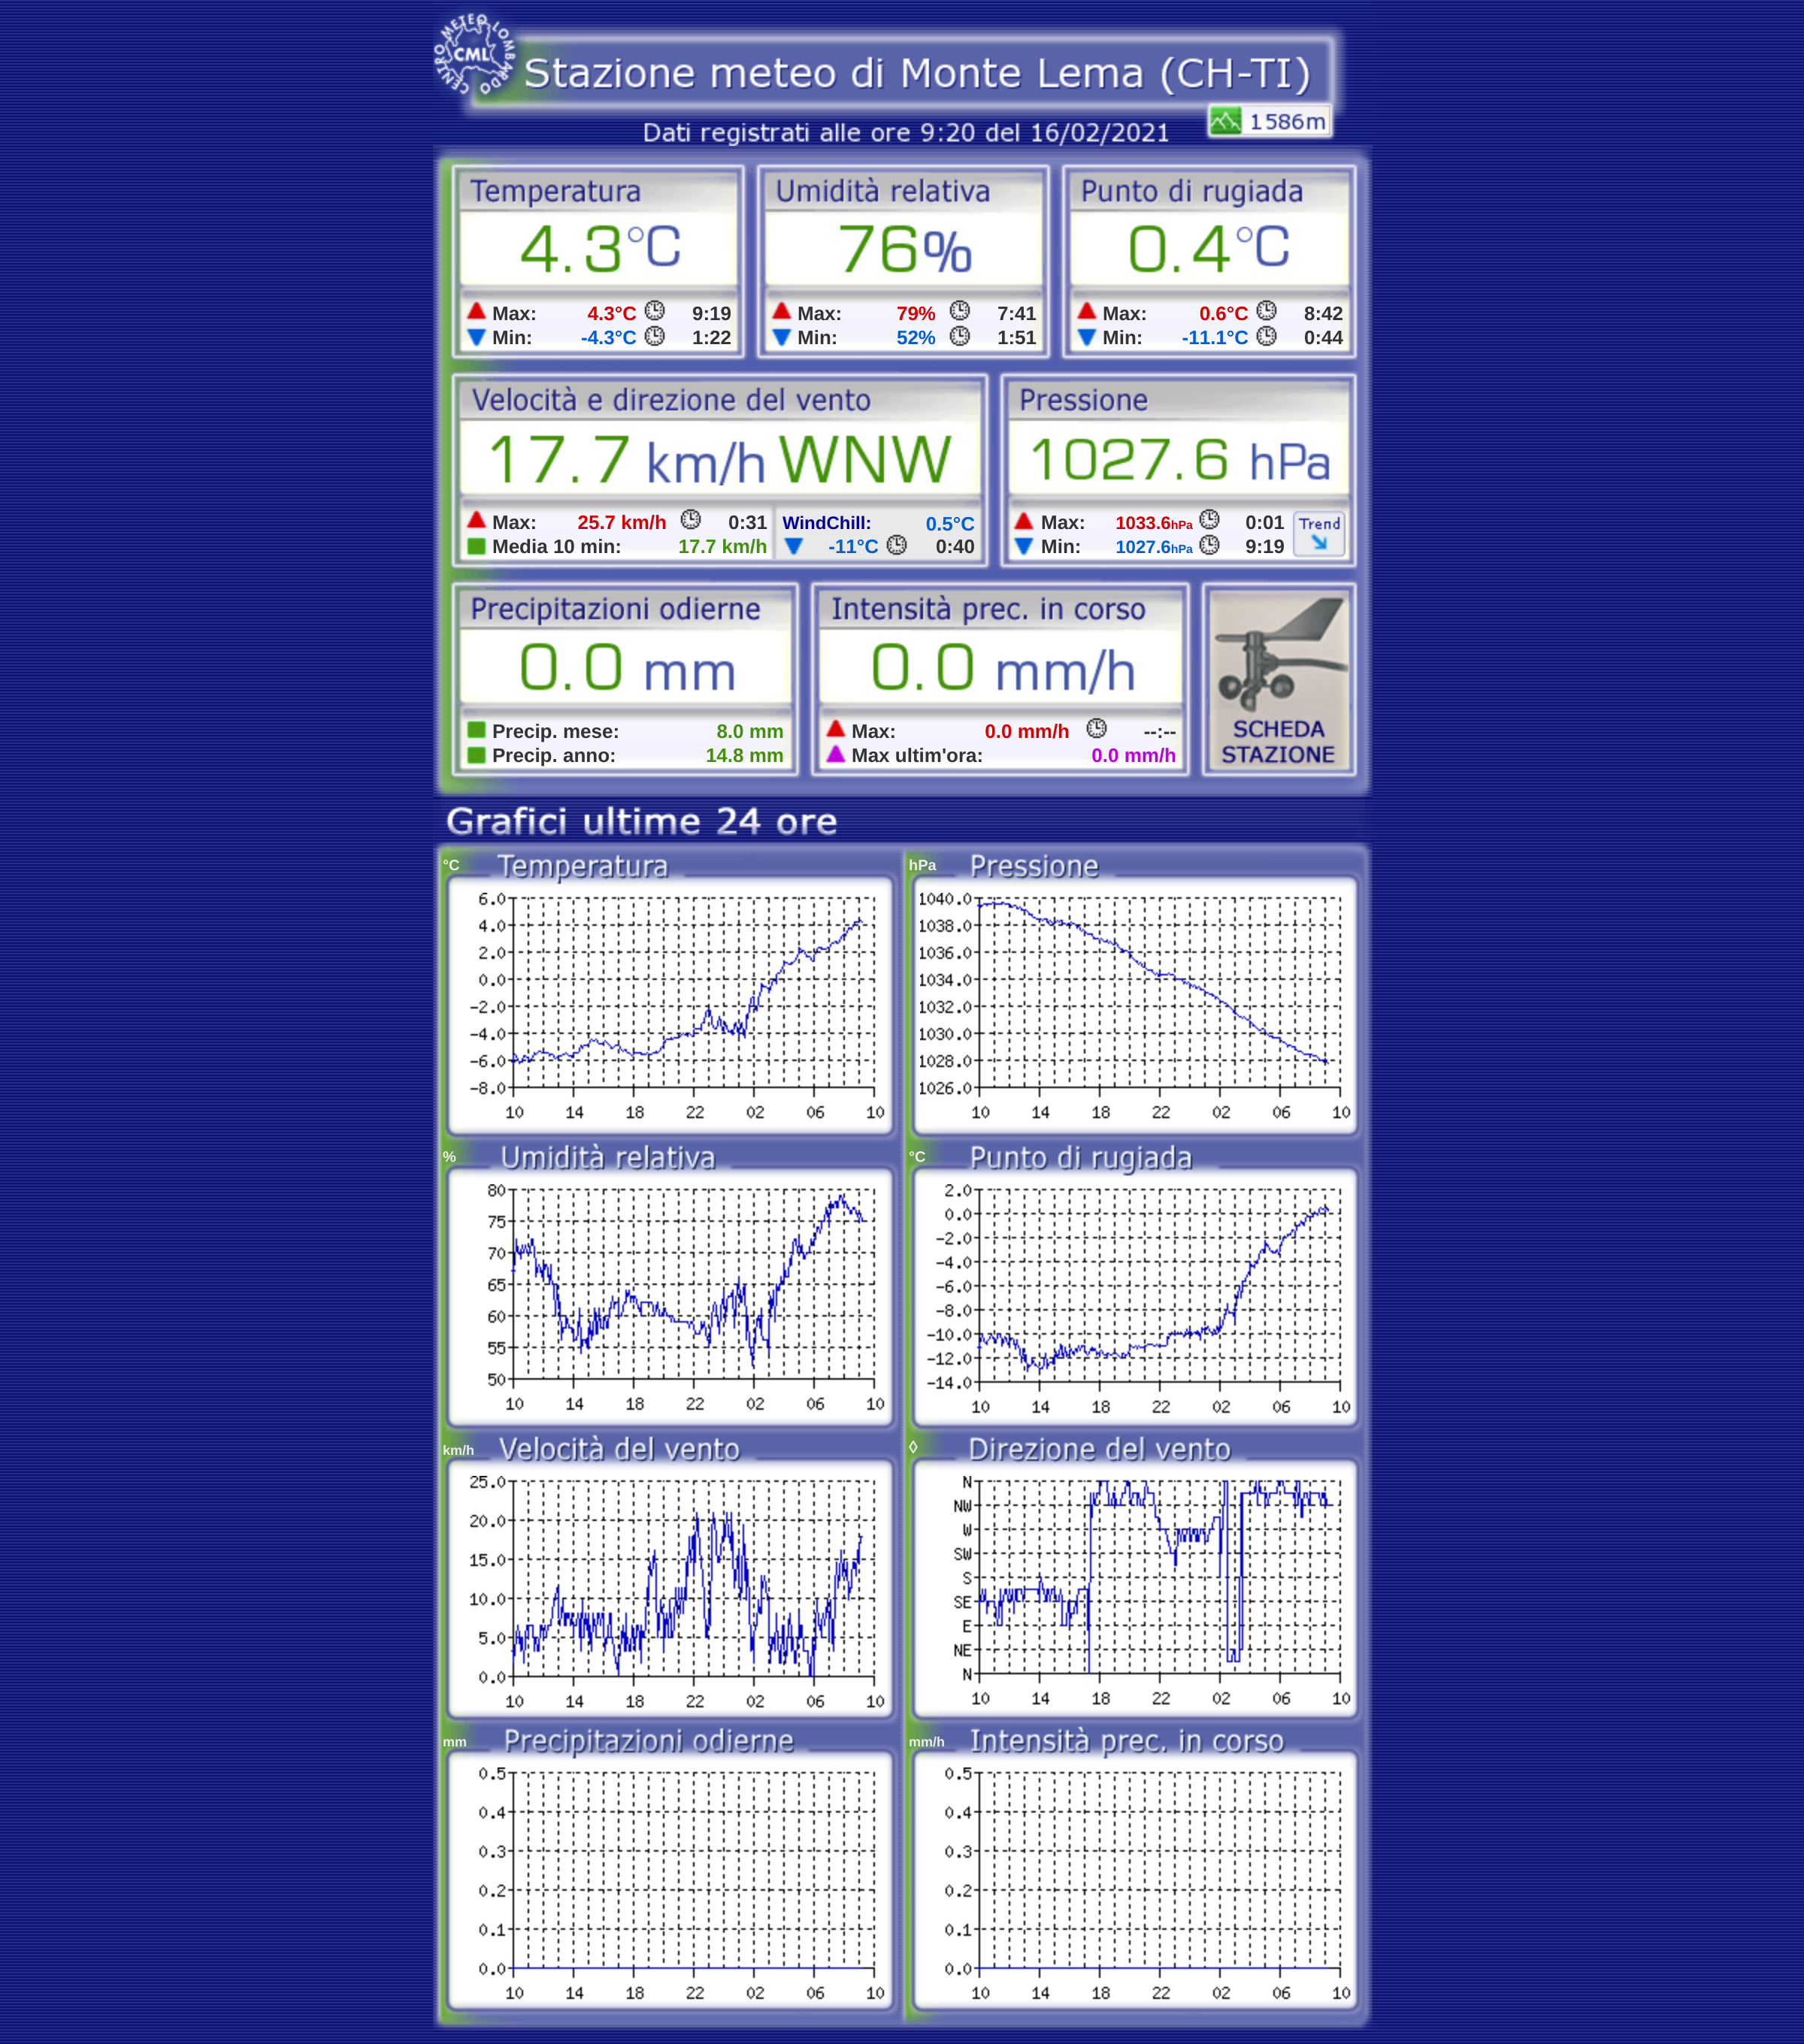 CENTRO METEO LOMBARDO
CML
Stazione meteo di Monte Lema (CH-TI)
1586m
Dati registrati alle ore 9:20 del 16/02/2021
Temperatura Umidità relativa Punto di rugiada
4.3°C 76% 0.4°C
Max: 4.3°C 9:19 Max: 79% 7:41 Max: 0.6°C 8:42
Min: -4.3°C 1:22 Min: 52% 1:51 Min: -11.1°C 0:44
Velocità e direzione del vento Pressione
17.7 km/h WNW 1027.6 hPa
Max: 25.7 km/h 0:31 WindChill: 0.5°C Max: 1033.6hPa 0:01 Trend
Media 10 min: 17.7 km/h -11°C 0:40 Min: 1027.6hPa 9:19
Precipitazioni odierne Intensità prec. in corso
0.0 mm 0.0 mm/h
Precip. mese: 8.0 mm Max: 0.0 mm/h --:-- SCHEDA
Precip. anno: 14.8 mm Max ultim'ora: 0.0 mm/h STAZIONE
Grafici ultime 24 ore
°C Temperatura
6.0
4.0
2.0
0.0
-2.0
-4.0
-6.0
-8.0
10 14 18 22 02 06 10
hPa Pressione
1040.0
1038.0
1036.0
1034.0
1032.0
1030.0
1028.0
1026.0
10 14 18 22 02 06 10
% Umidità relativa
80
75
70
65
60
55
50
10 14 18 22 02 06 10
°C Punto di rugiada
2.0
0.0
-2.0
-4.0
-6.0
-8.0
-10.0
-12.0
-14.0
10 14 18 22 02 06 10
km/h Velocità del vento
25.0
20.0
15.0
10.0
5.0
0.0
10 14 18 22 02 06 10
◊ Direzione del vento
N
NW
W
SW
S
SE
E
NE
N
10 14 18 22 02 06 10
mm Precipitazioni odierne
0.5
0.4
0.3
0.2
0.1
0.0
10 14 18 22 02 06 10
mm/h Intensità prec. in corso
0.5
0.4
0.3
0.2
0.1
0.0
10 14 18 22 02 06 10